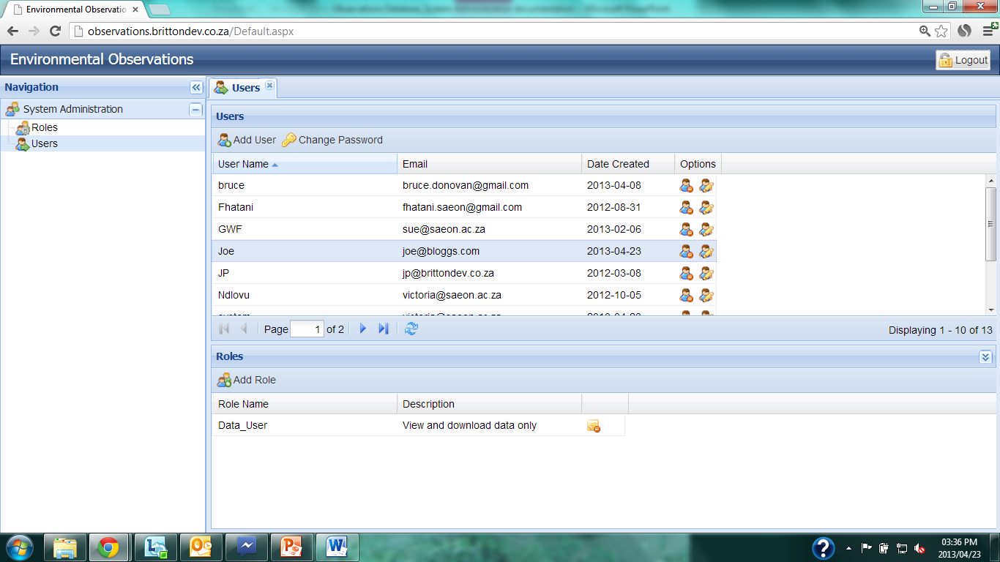 Environmental Observatio
observations.brittondev.co.za/Default.aspx
Environmental Observations
Logout
Navigation
System Administration
Roles
Users
Users
Users
Add User Change Password
User Name Email Date Created Options
bruce bruce.donovan@gmail.com 2013-04-08
Fhatani fhatani.saeon@gmail.com 2012-08-31
GWF sue@saeon.ac.za 2013-02-06
Joe joe@bloggs.com 2013-04-23
JP jp@brittondev.co.za 2012-03-08
Ndlovu victoria@saeon.ac.za 2012-10-05
Page 1 of 2
Displaying 1 - 10 of 13
Roles
Add Role
Role Name Description
Data_User View and download data only
03:36 PM
2013/04/23